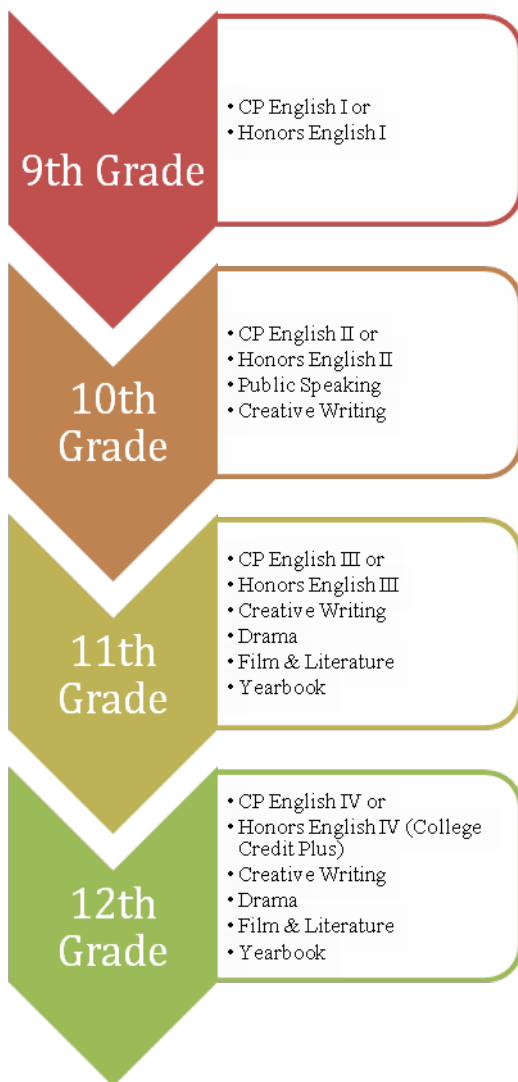 9th Grade
• CP English I or
• Honors English I
10th
Grade
• CP English II or
• Honors English II
• Public Speaking
• Creative Writing
11th
Grade
• CP English III or
• Honors English III
• Creative Writing
• Drama
• Film & Literature
• Yearbook
12th
Grade
• CP English IV or
• Honors English IV (College
Credit Plus)
• Creative Writing
• Drama
• Film & Literature
• Yearbook